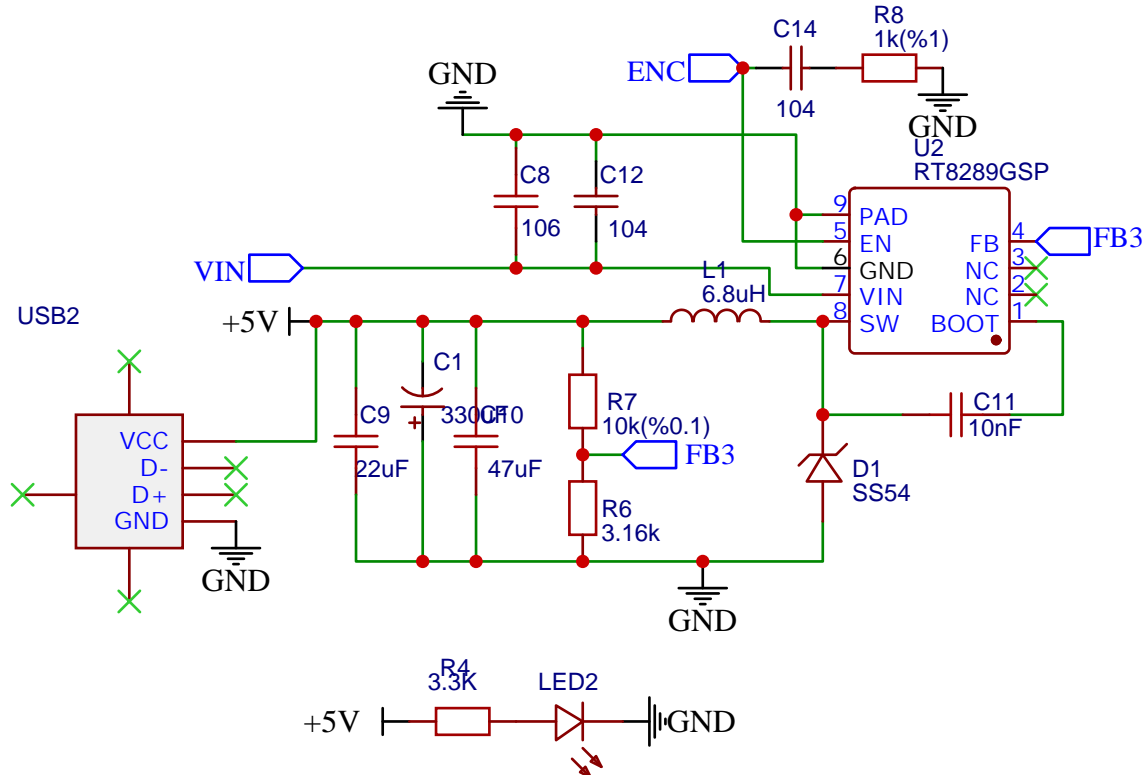 C14
R8
1k(%1)
ENC
104
GND
GND
U2
RT8289GSP
C8
106
C12
104
9
PAD
5
EN
6
GND
7
VIN
8
SW
FB
4
FB3
NC
3
NC
2
BOOT
1
VIN
L1
6.8uH
USB2
+5V
C1
330uF
C9
22uF
C10
47uF
R7
10k(%0.1)
FB3
C11
10nF
D1
SS54
R6
3.16k
VCC
D-
D+
GND
GND
GND
R4
3.3K
LED2
+5V
GND